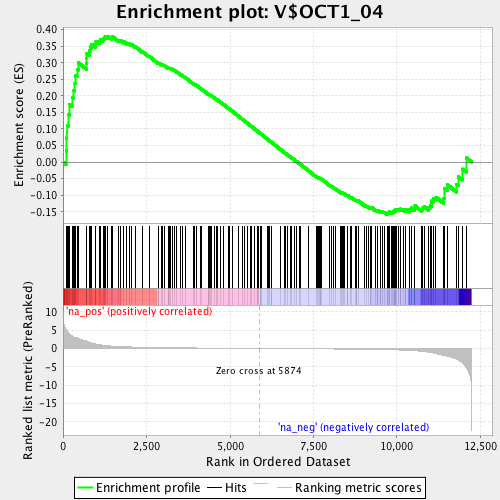 Enrichment plot: V$OCT1_04
Enrichment score (ES)
0.40
0.35
0.30
0.25
0.20
0.15
0.10
0.05
0.00
-0.05
-0.10
-0.15
'na_pos' (positively correlated)
Ranked list metric (PreRanked)
10
5
0
-5
-10
-15
-20
Zero cross at 5874
'na_neg' (negatively correlated)
0
2,500
5,000
7,500
10,000
12,500
Rank in Ordered Dataset
Enrichment profile
Hits
Ranking metric scores